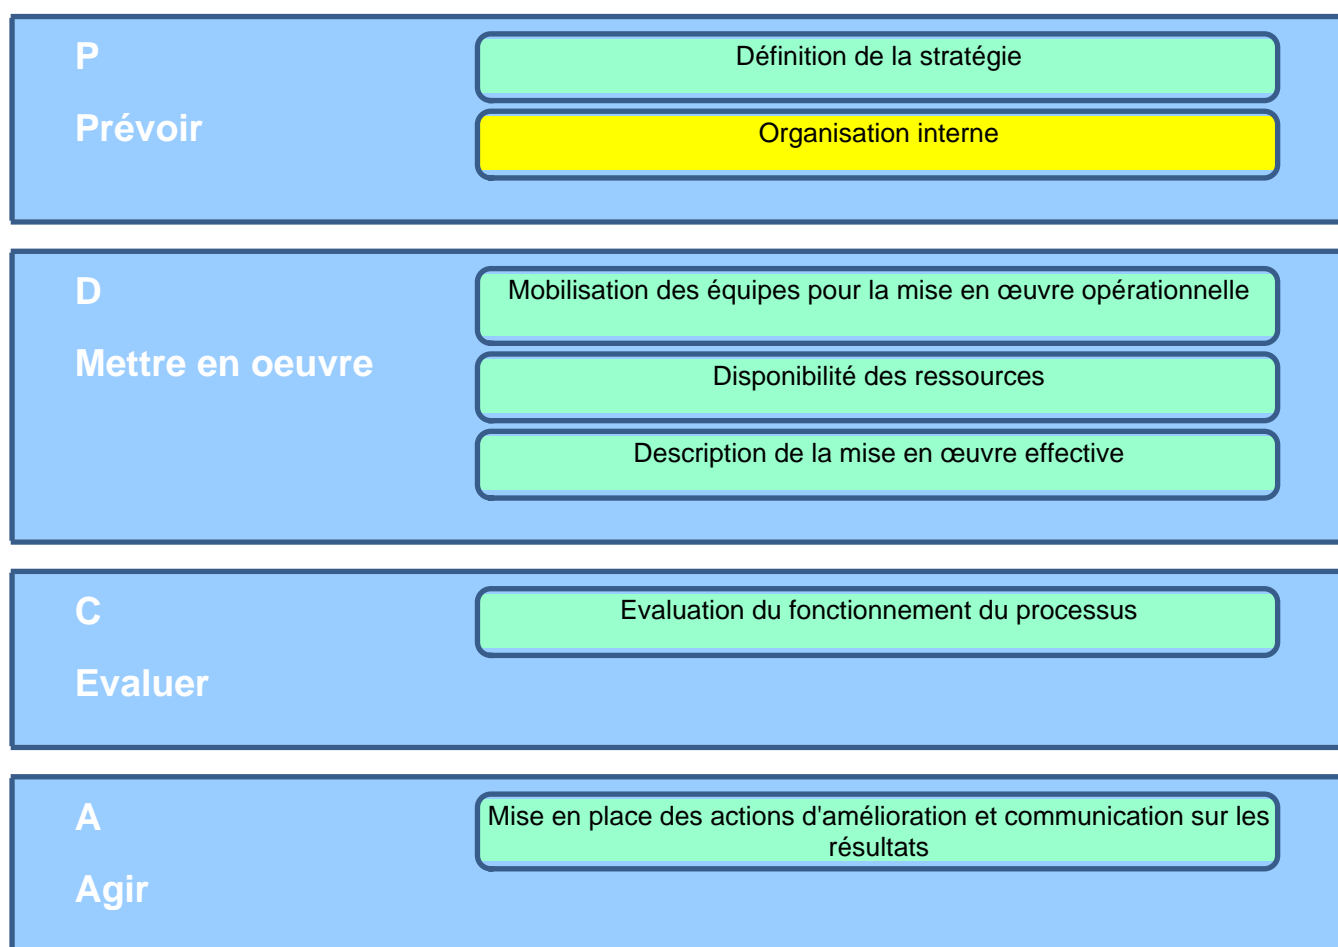 P
Prévoir
Définition de la stratégie
Organisation interne
D
Mettre en oeuvre
Mobilisation des équipes pour la mise en œuvre opérationnelle
Disponibilité des ressources
Description de la mise en œuvre effective
C
Evaluer
Evaluation du fonctionnement du processus
A
Agir
Mise en place des actions d'amélioration et communication sur les
résultats